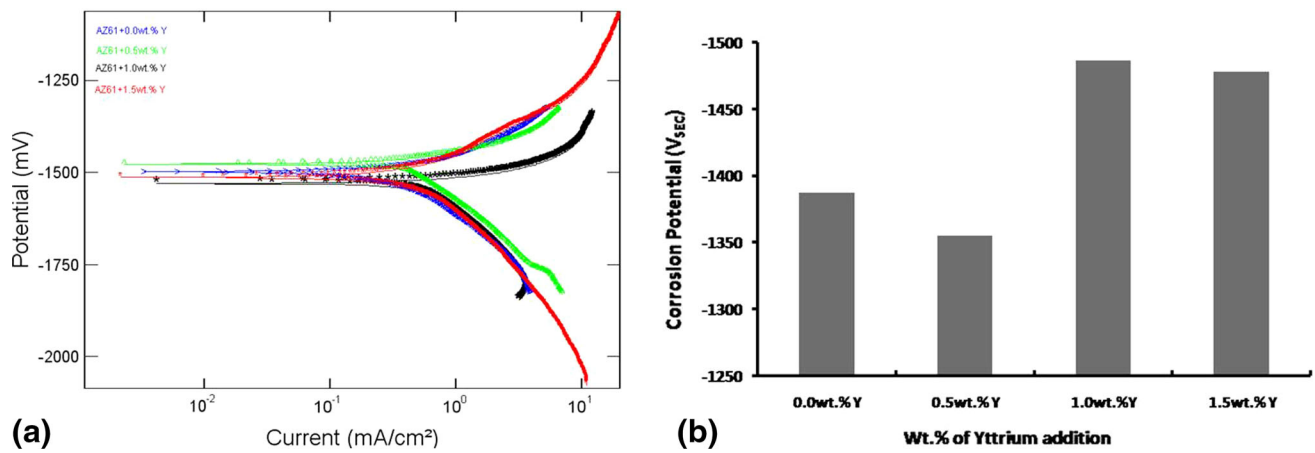 AZ61+0.0wt.% Y
AZ61+0.5wt.% Y
AZ61+1.0wt.% Y
AZ61+1.5wt.% Y
-1250
-1500
-1750
-2000
Potential (mV)
10-2
10-1
100
101
Current (mA/cm²)
(a)
-1500
-1450
-1400
-1350
-1300
-1250
Corrosion Potential (VSEC)
0.0wt.%Y
0.5wt.%Y
1.0wt.%Y
1.5wt.%Y
Wt.% of Yttrium addition
(b)